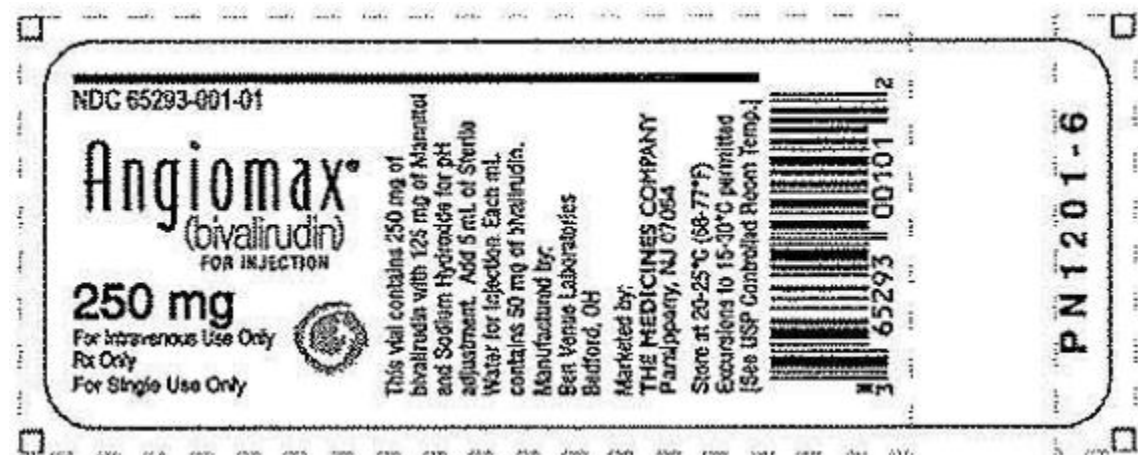 NDC 65293-001-01
Angiomax®
(bivalirudin)
FOR INJECTION
250 mg
For Intravenous Use Only
Rx Only
For Single Use Only
This vial contains 250 mg of
bivalirudin with 125 mg of Mannitol
and Sodium Hydroxide for pH
adjustment. Add 5 mL of Sterile
Water for Injection. Each mL
contains 50 mg of bivalirudin.
Manufactured by:
Ben Venue Laboratories
Bedford, OH
Marketed by:
THE MEDICINES COMPANY
Parsippany, NJ 07054
Store at 20-25°C (68-77°F)
Excursions to 15-30°C permitted
[See USP Controlled Room Temp.]
3 65293 00101 2
PN1201-6